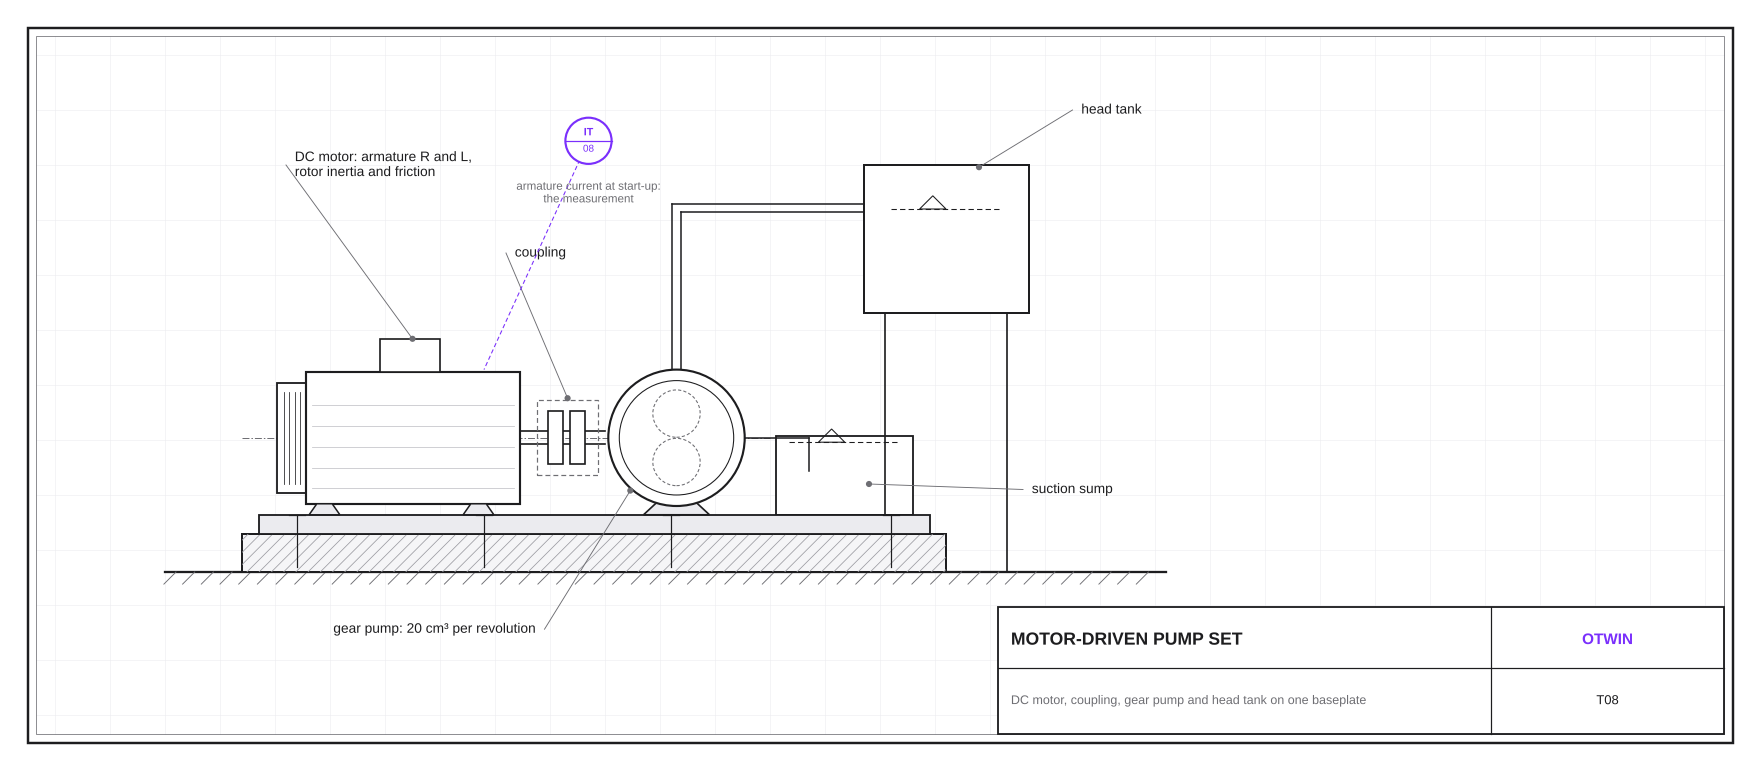 head tank
IT
08
DC motor: armature R and L,
rotor inertia and friction
armature current at start-up:
the measurement
coupling
suction sump
gear pump: 20 cm³ per revolution
MOTOR-DRIVEN PUMP SET
OTWIN
DC motor, coupling, gear pump and head tank on one baseplate
T08